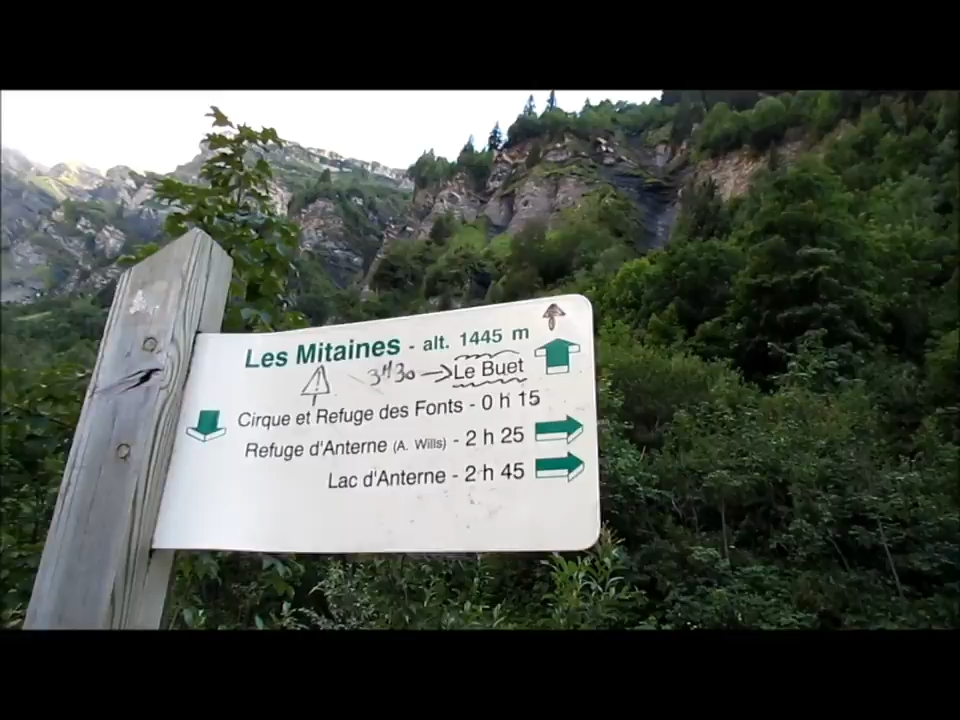 Les Mitaines - alt. 1445 m
3H30 → Le Buet
Cirque et Refuge des Fonts - 0 h 15
Refuge d'Anterne (A. Wills) - 2 h 25
Lac d'Anterne - 2 h 45